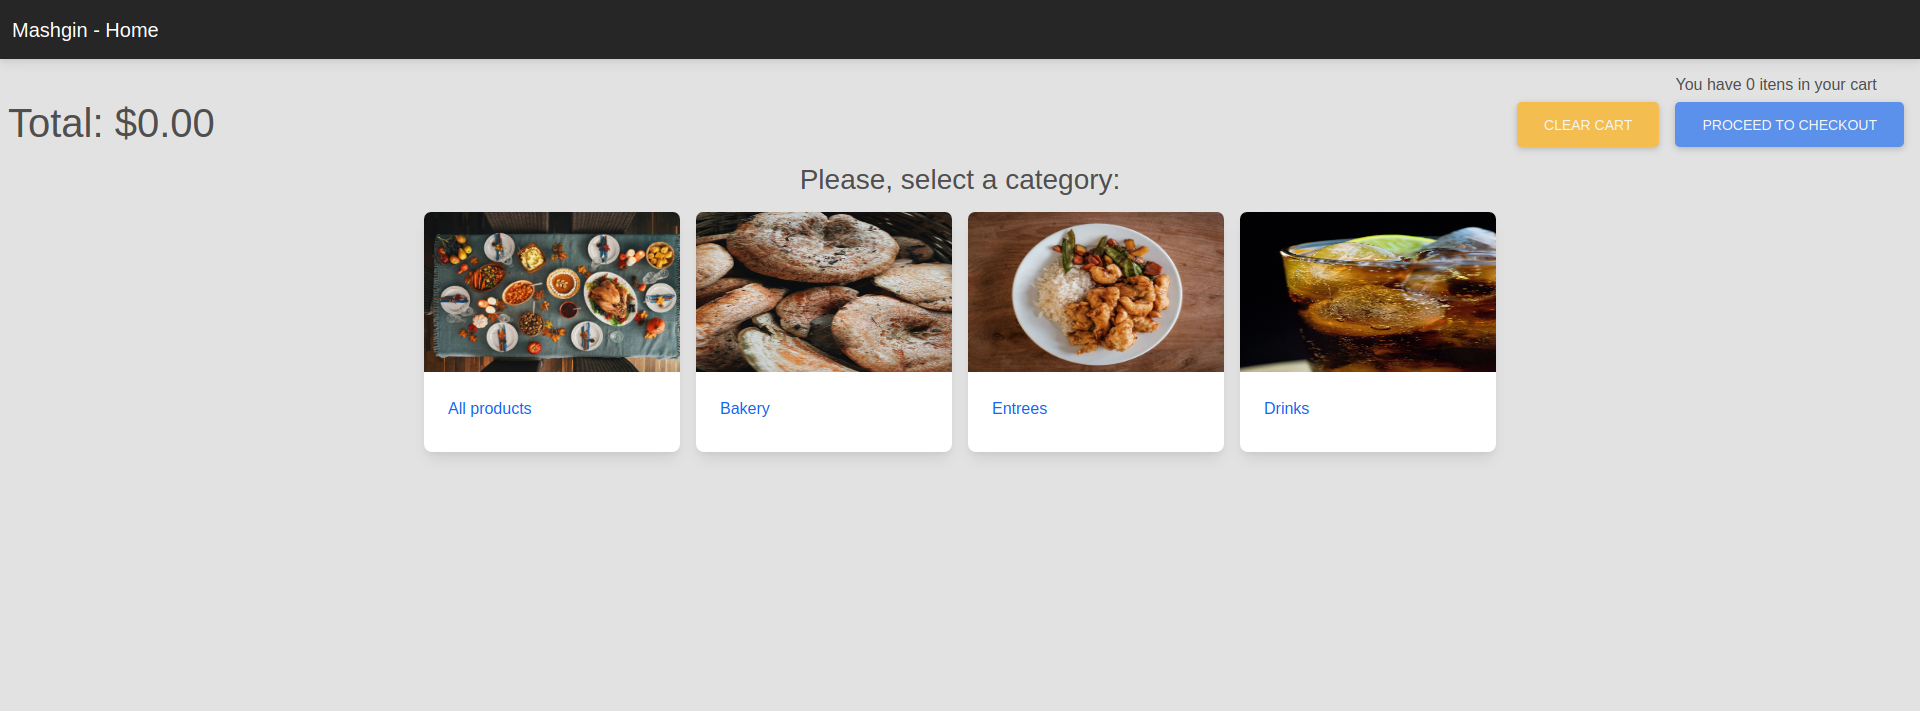 Mashgin - Home
You have 0 itens in your cart
Total: $0.00
CLEAR CART
PROCEED TO CHECKOUT
Please, select a category:
All products
Bakery
Entrees
Drinks